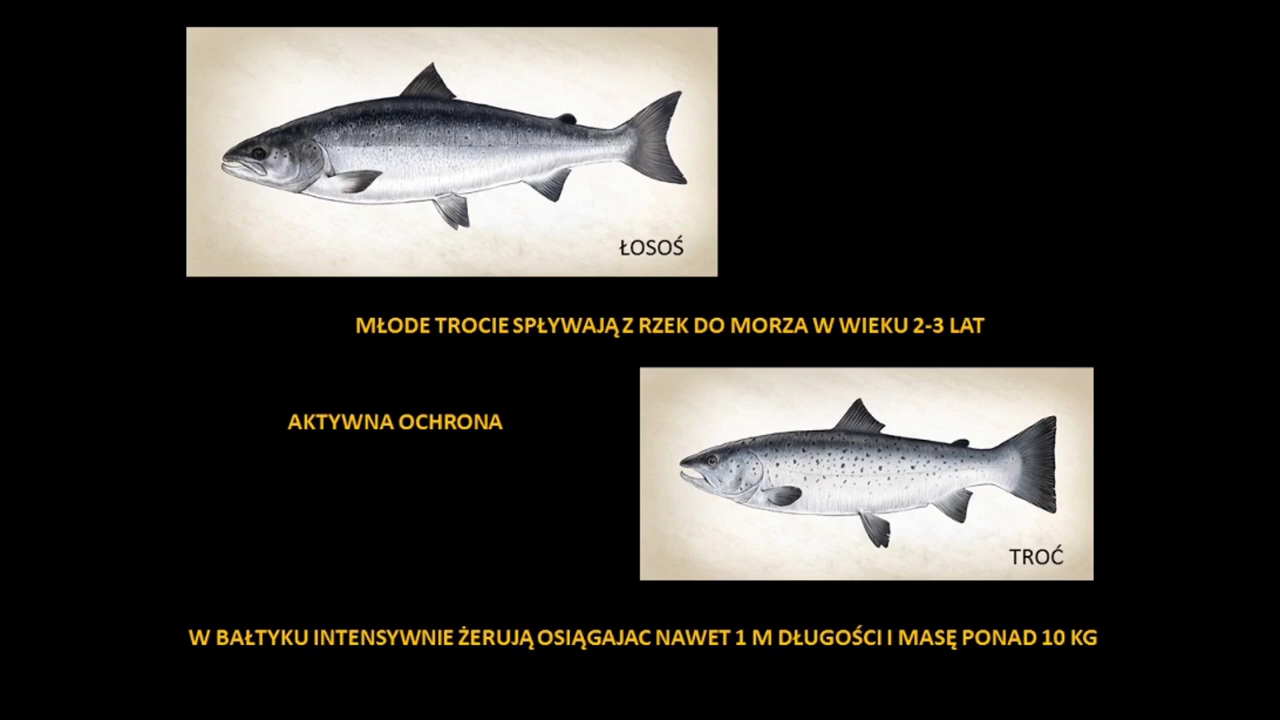 ŁOSOŚ
MŁODE TROCIE SPŁYWAJĄ Z RZEK DO MORZA W WIEKU 2-3 LAT
AKTYWNA OCHRONA
TROĆ
W BAŁTYKU INTENSYWNIE ŻERUJĄ OSIĄGAJAC NAWET 1 M DŁUGOŚCI I MASĘ PONAD 10 KG